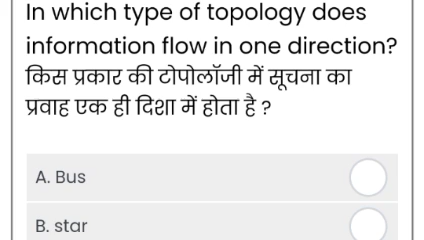 In which type of topology does
information flow in one direction?
किस प्रकार की टोपोलॉजी में सूचना का
प्रवाह एक ही दिशा में होता है ?
A. Bus
B. star